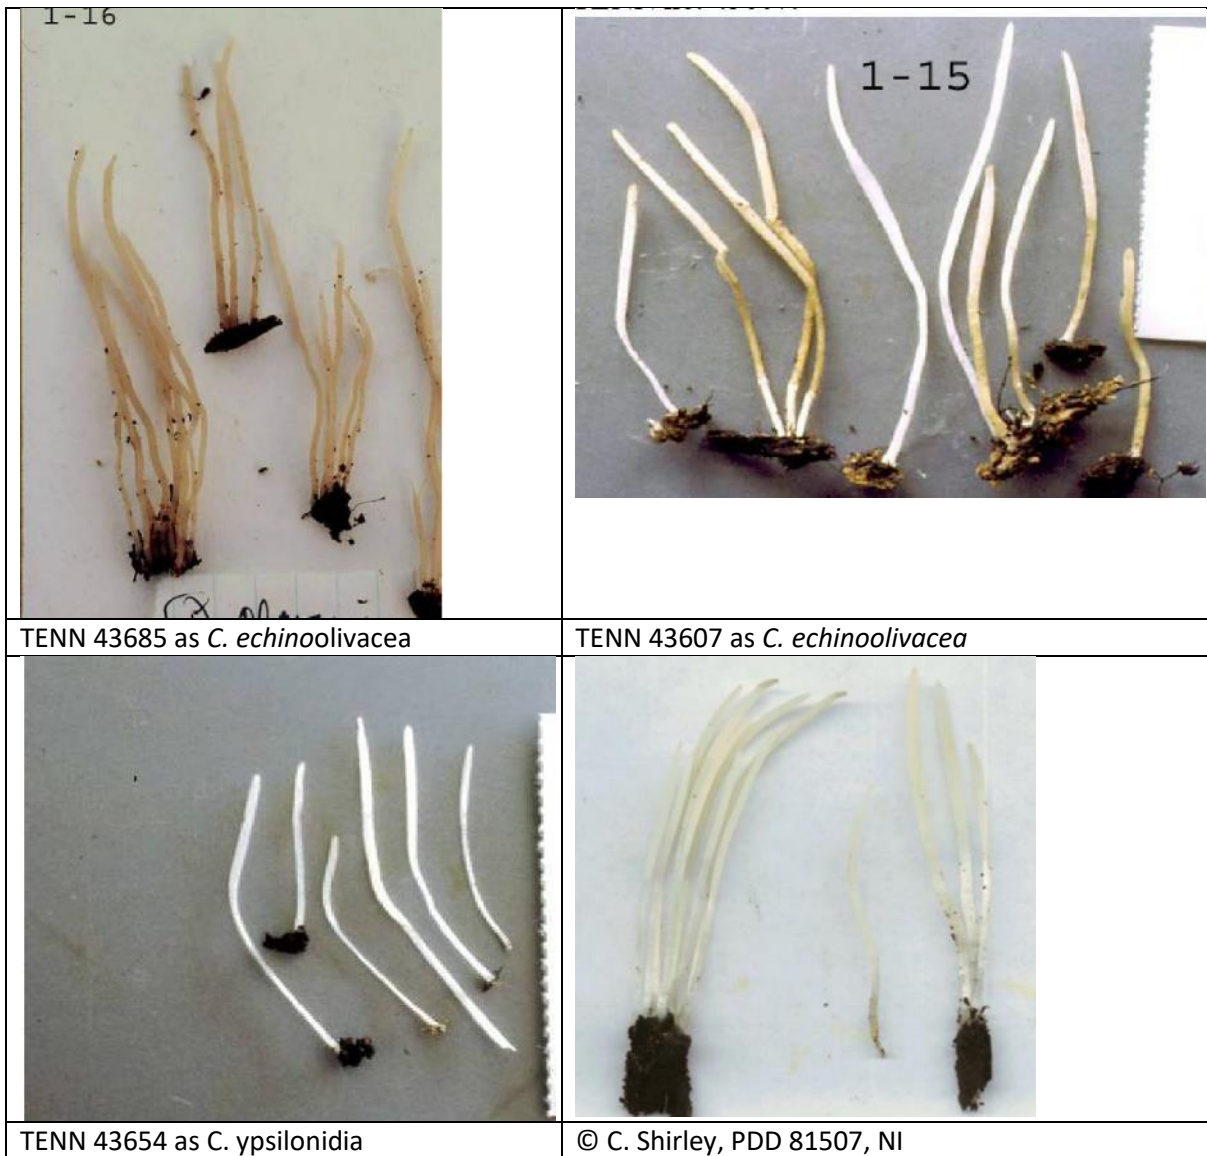 1-16
1-15
TENN 43685 as C. echinoolivacea
TENN 43607 as C. echinoolivacea
TENN 43654 as C. ypsilonidia
© C. Shirley, PDD 81507, NI